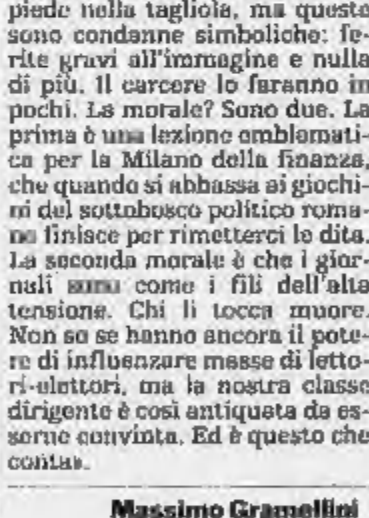 piede nella tagliola, ma queste
sono condanne simboliche: fe-
rite gravi all'immagine e nulla
di più. Il carcere lo faranno in
pochi. La morale? Sono due. La
prima è una lezione emblemati-
ca per la Milano della finanza,
che quando si abbassa ai giochi-
ni del sottobosco politico roma-
no finisce per rimetterci le dita.
La seconda morale è che i gior-
nali sono come i fili dell'alta
tensione. Chi li tocca muore.
Non so se hanno ancora il pote-
re di influenzare masse di letto-
ri-elettori, ma la nostra classe
dirigente è così antiquata da es-
serne convinta. Ed è questo che
conta».
Massimo Gramellini